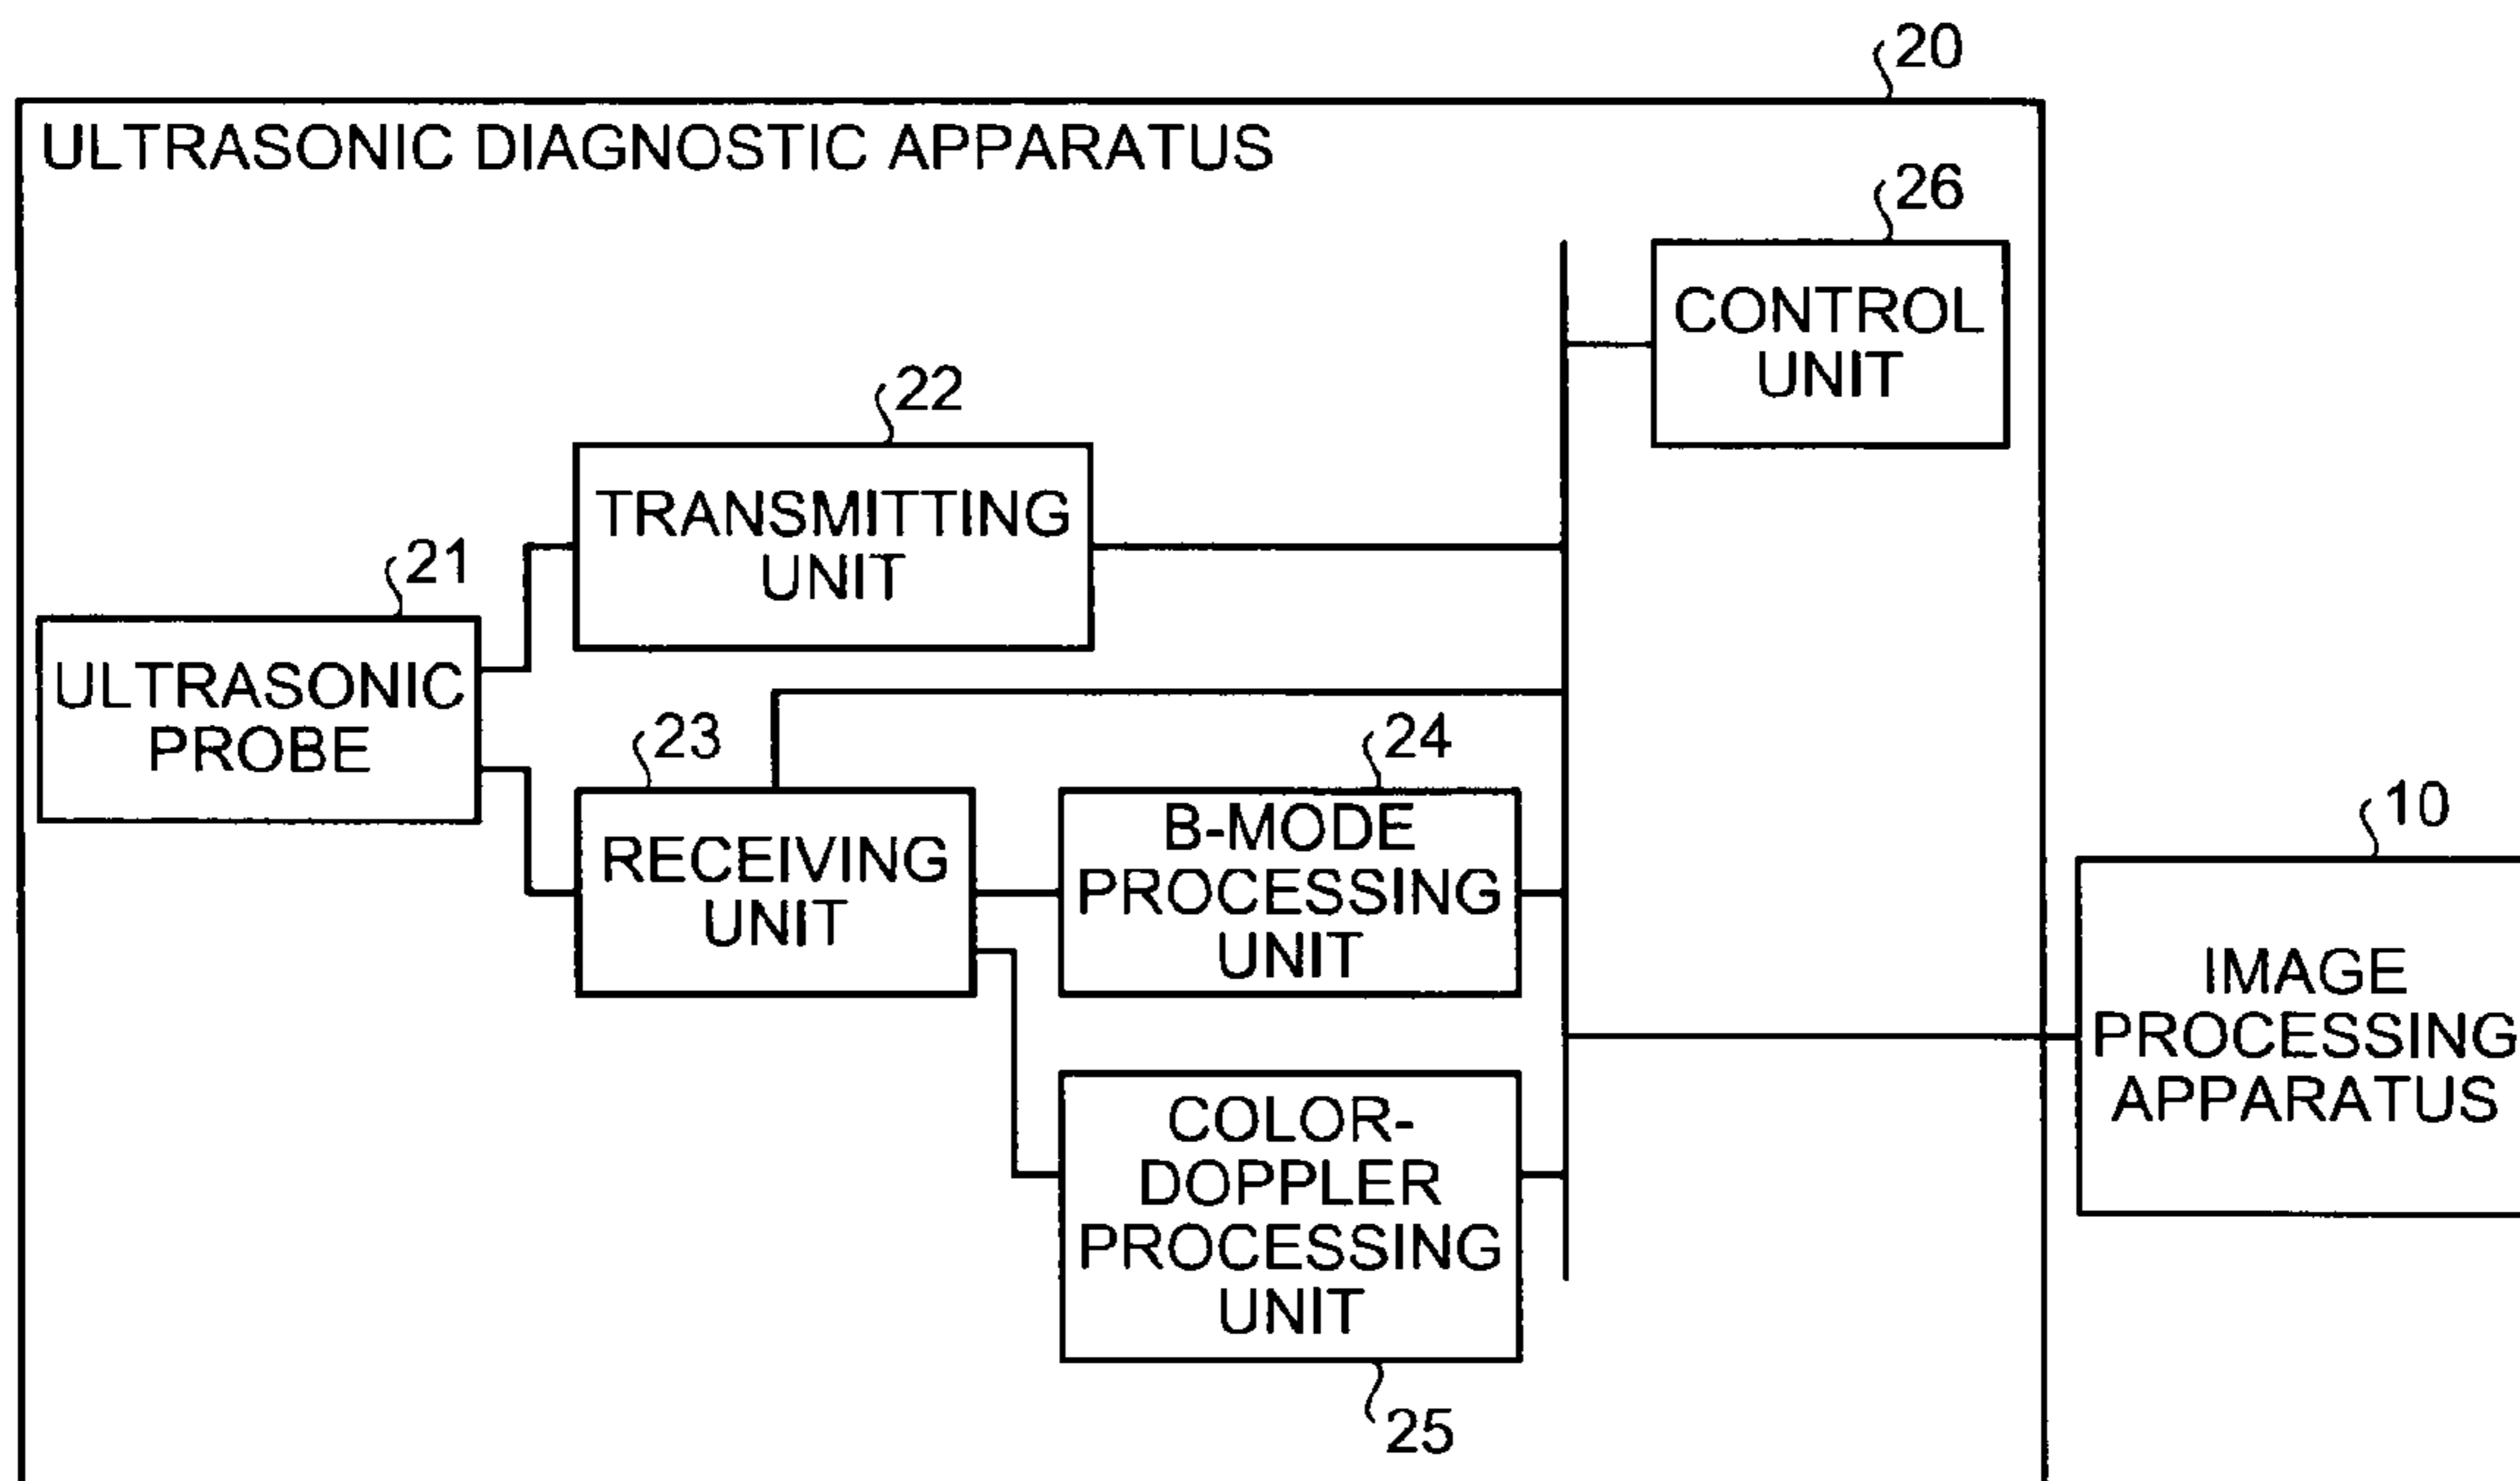 20
ULTRASONIC DIAGNOSTIC APPARATUS
26
CONTROL
UNIT
22
TRANSMITTING
UNIT
21
ULTRASONIC
PROBE
23
RECEIVING
UNIT
24
B-MODE
PROCESSING
UNIT
10
IMAGE
PROCESSING
APPARATUS
COLOR-
DOPPLER
PROCESSING
UNIT
25